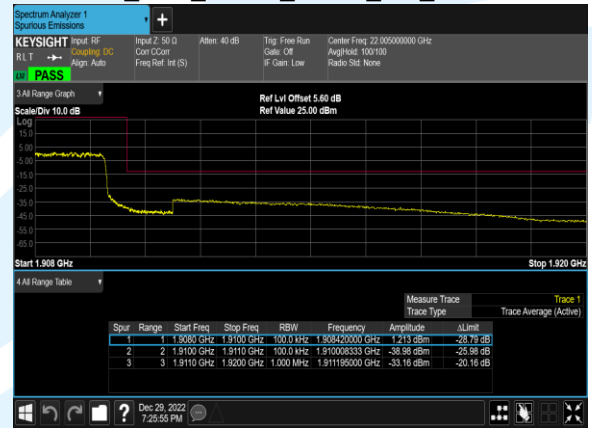 Spectrum Analyzer 1
Spurious Emissions
+
KEYSIGHT Input: RF Input Z: 50 Ω Atten: 40 dB Trig: Free Run Center Freq: 22.005000000 GHz
RLT Coupling: DC Corr CCorr Gate: Off Avg|Hold: 100/100
Align: Auto Freq Ref: Int (S) IF Gain: Low Radio Std: None
LXI PASS
3 All Range Graph
Ref Lvl Offset 5.60 dB
Scale/Div 10.0 dB Ref Value 25.00 dBm
Log
15.0
5.00
-5.00
-15.0
-25.0
-35.0
-45.0
-55.0
-65.0
Start 1.908 GHz Stop 1.920 GHz
4 All Range Table
Measure Trace Trace 1
Trace Type Trace Average (Active)
Spur Range Start Freq Stop Freq RBW Frequency Amplitude ΔLimit
1 1 1.9080 GHz 1.9100 GHz 100.0 kHz 1.908420000 GHz 1.213 dBm -28.79 dB
2 2 1.9100 GHz 1.9110 GHz 100.0 kHz 1.910008333 GHz -38.98 dBm -25.98 dB
3 3 1.9110 GHz 1.9200 GHz 1.000 MHz 1.911195000 GHz -33.16 dBm -20.16 dB
? Dec 29, 2022
7:25:55 PM